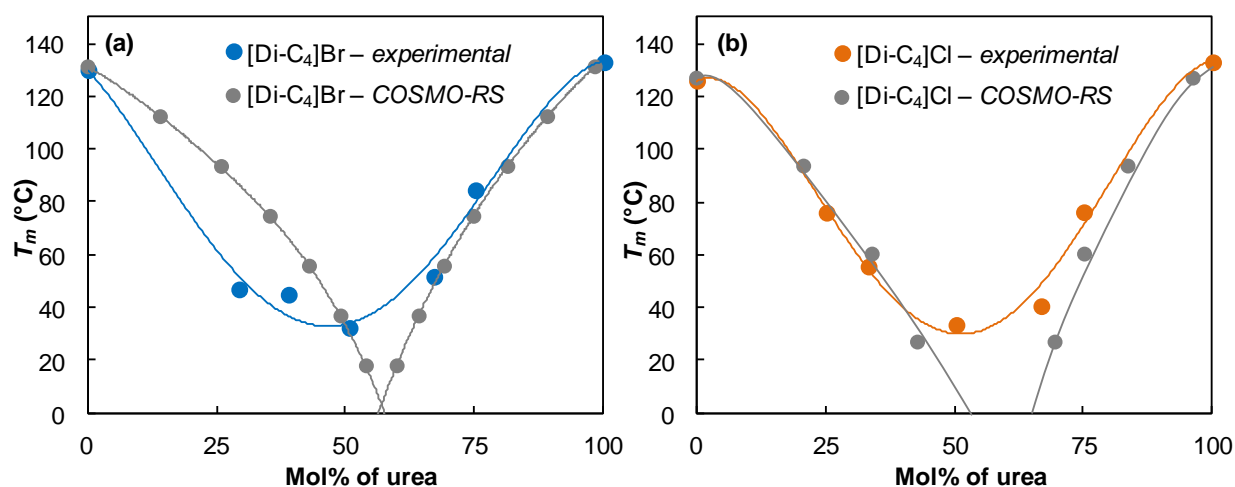 (a)
[Di-C4]Br – experimental
[Di-C4]Br – COSMO-RS
Tm (°C)
140
120
100
80
60
40
20
0
0 25 50 75 100
Mol% of urea
(b)
[Di-C4]Cl – experimental
[Di-C4]Cl – COSMO-RS
Tm (°C)
140
120
100
80
60
40
20
0
0 25 50 75 100
Mol% of urea